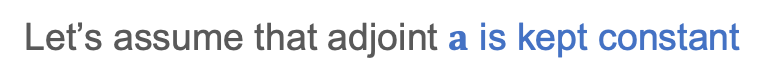 Let’s assume that adjoint a is kept constant